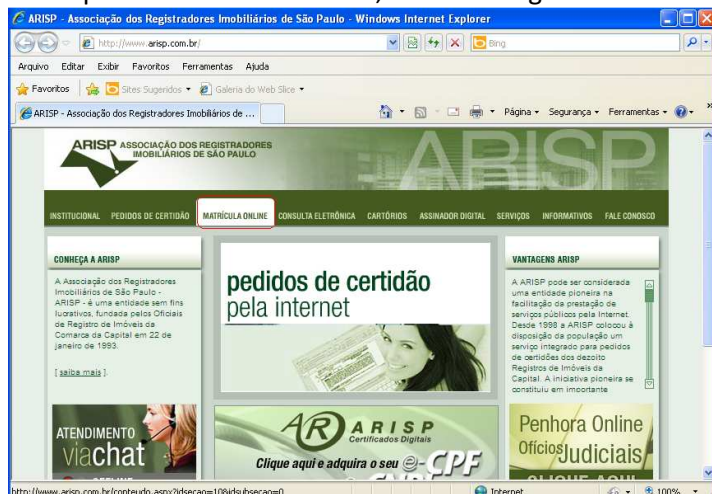 ARISP - Associação dos Registradores Imobiliários de São Paulo - Windows Internet Explorer
http://www.arisp.com.br/
Bing
Arquivo Editar Exibir Favoritos Ferramentas Ajuda
Favoritos Sites Sugeridos Galeria do Web Slice
ARISP - Associação dos Registradores Imobiliários de ...
Página Segurança Ferramentas
ARISP ASSOCIAÇÃO DOS REGISTRADORES
IMOBILIÁRIOS DE SÃO PAULO
ARISP
INSTITUCIONAL PEDIDOS DE CERTIDÃO MATRÍCULA ONLINE CONSULTA ELETRÔNICA CARTÓRIOS ASSINADOR DIGITAL SERVIÇOS INFORMATIVOS FALE CONOSCO
CONHEÇA A ARISP
A Associação dos Registradores
Imobiliários de São Paulo -
ARISP - é uma entidade sem fins
lucrativos, fundada pelos Oficiais
de Registro de Imóveis da
Comarca da Capital em 22 de
janeiro de 1993.
[ saiba mais ].
pedidos de certidão
pela internet
VANTAGENS ARISP
A ARISP pode ser considerada
uma entidade pioneira na
facilitação da prestação de
serviços públicos pela Internet.
Desde 1998 a ARISP colocou à
disposição da população um
serviço integrado para pedidos
de certidões dos dezoito
Registros de Imóveis da
Capital. A iniciativa pioneira se
constituiu em importante
ATENDIMENTO
viachat
AR ARISP
Certificados Digitais
Clique aqui e adquira o seu e-CPF
Penhora Online
Ofícios Judiciais
CLIQUE AQUI
http://www.arisp.com.br/conteudo.aspx?idsecao=10&idsubsecao=0
Internet
100%